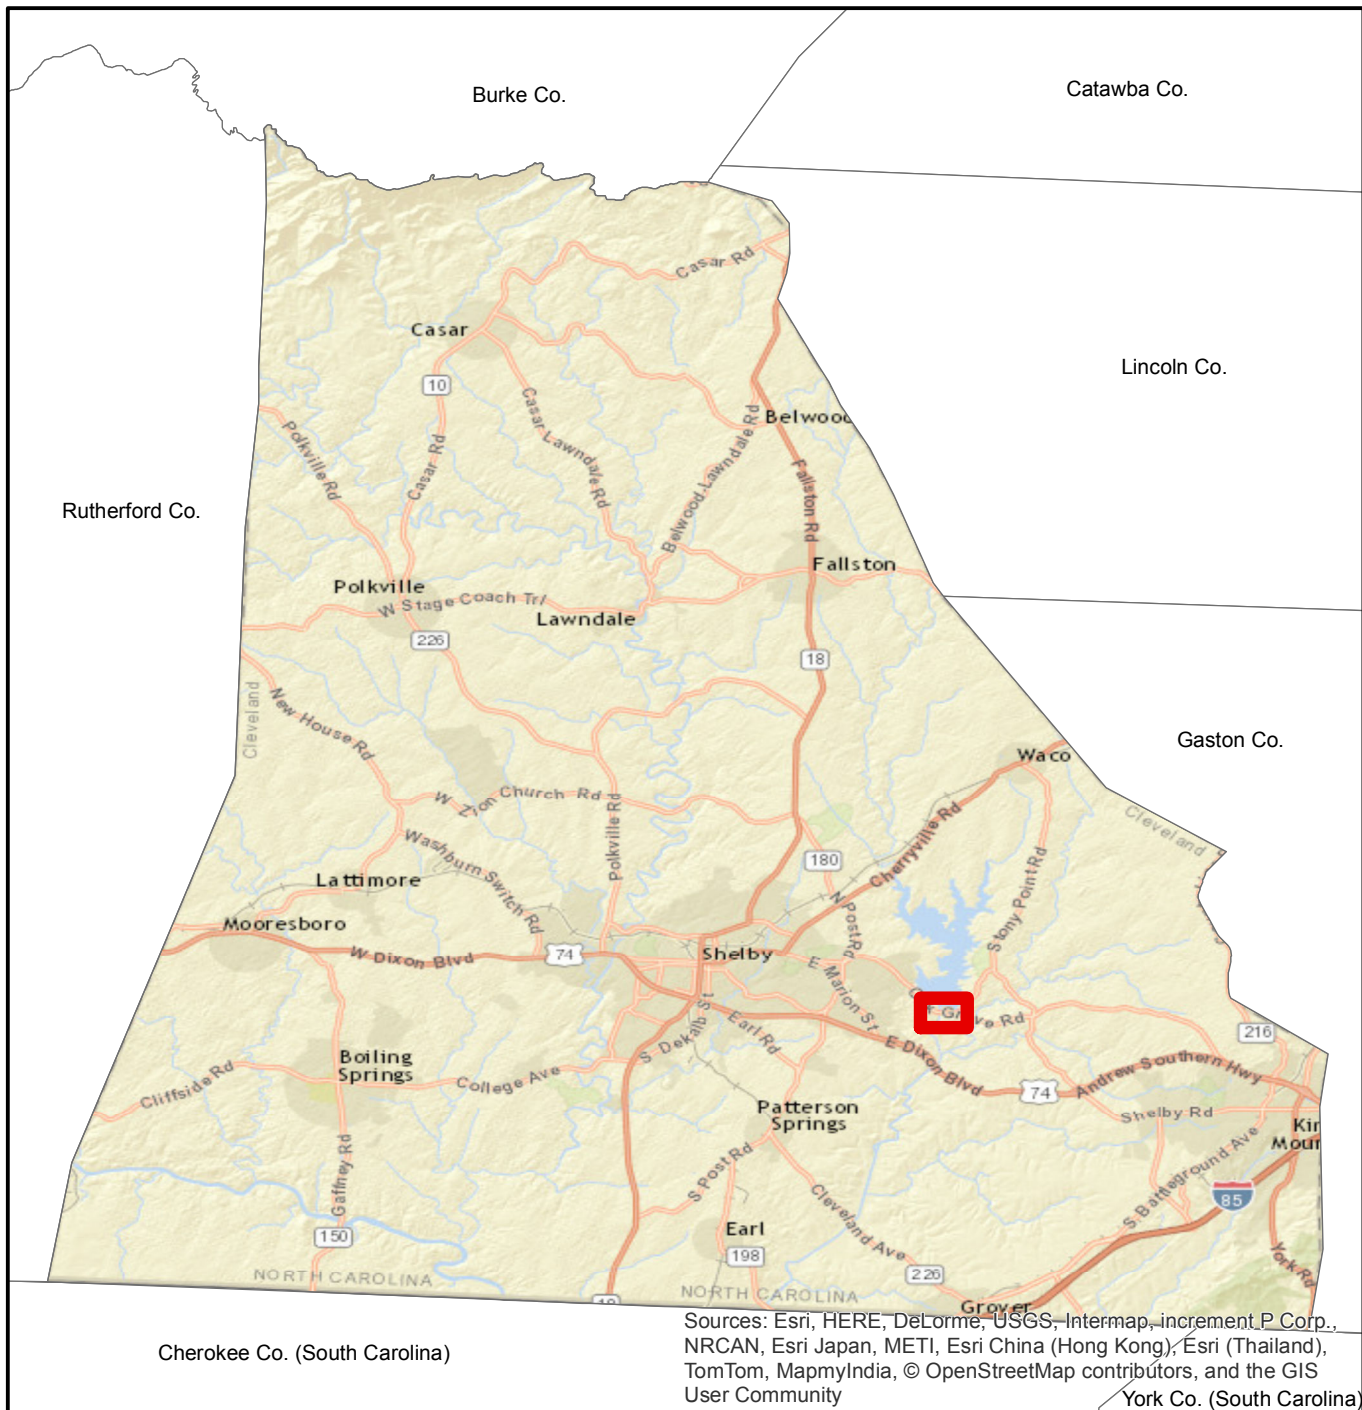 Burke Co.
Catawba Co.
Casar Rd
Casar
Lincoln Co.
10
Belwood
Casar Lawndale Rd
Polkville Rd
Casar Rd
Belwood-Lawndale Rd
Fallston Rd
Rutherford Co.
Fallston
Polkville
W Stage Coach Trl
Lawndale
226
18
Cleveland
New House Rd
Gaston Co.
Waco
W Zion Church Rd
Polkville Rd
Cherryville Rd
Cleveland
Washburn Switch Rd
180
Lattimore
N Post Rd
Stony Point Rd
Mooresboro
W Dixon Blvd
74
Shelby
E Marion St
Grove Rd
S Dekalb St
Earl Rd
E Dixon Blvd
216
Boiling
Springs
College Ave
Cliffside Rd
74
Andrew Southern Hwy
Patterson
Springs
Shelby Rd
Kin
Moun
Gaffney Rd
S Post Rd
Cleveland Ave
S Battleground Ave
85
Earl
150
198
York Rd
NORTH CAROLINA
226
NORTH CAROLINA
Grover
Sources: Esri, HERE, DeLorme, USGS, Intermap, increment P Corp.,
NRCAN, Esri Japan, METI, Esri China (Hong Kong), Esri (Thailand),
TomTom, MapmyIndia, © OpenStreetMap contributors, and the GIS
User Community
Cherokee Co. (South Carolina)
York Co. (South Carolina)